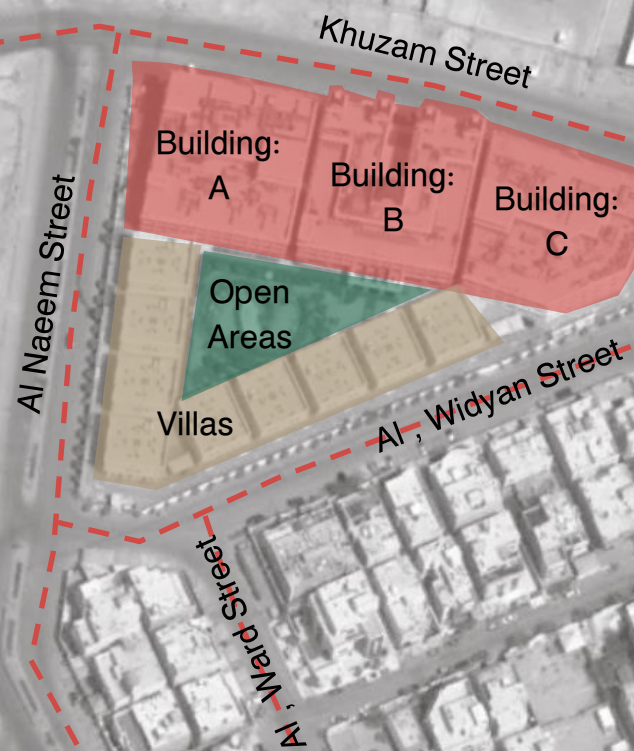 Khuzam Street
Building:
A
Building:
B
Building:
C
Al Naeem Street
Open
Areas
Villas
Al , Widyan Street
Al , Ward Street